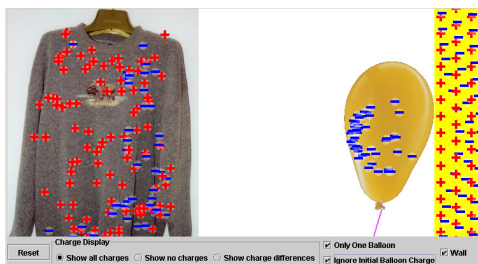 Charge Display
Reset
Show all charges
Show no charges
Show charge differences
Only One Balloon
Ignore Initial Balloon Charge
Wall